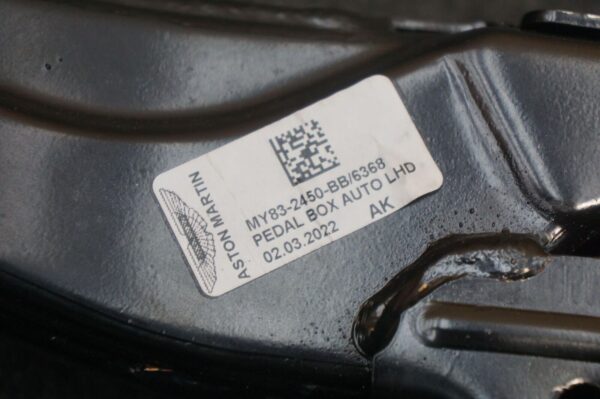 ASTON MARTIN
MY83-2450-BB/6368
PEDAL BOX AUTO LHD
02.03.2022 AK